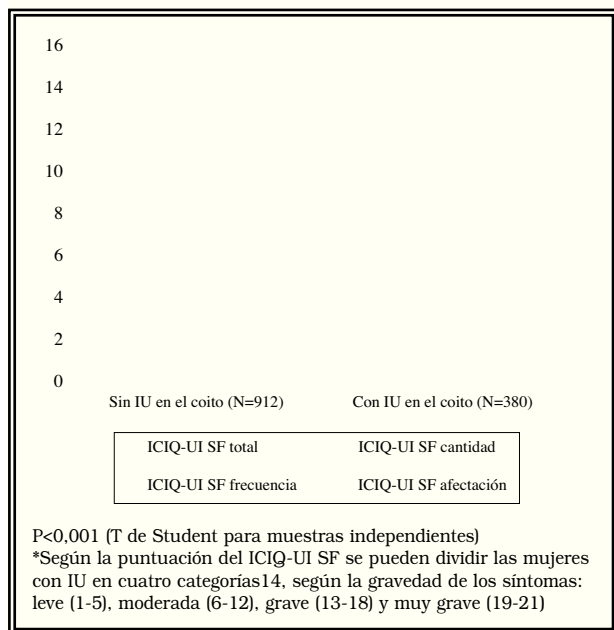 16
14
12
10
8
6
4
2
0
Sin IU en el coito (N=912) Con IU en el coito (N=380)
ICIQ-UI SF total ICIQ-UI SF cantidad
ICIQ-UI SF frecuencia ICIQ-UI SF afectación
P<0,001 (T de Student para muestras independientes)
*Según la puntuación del ICIQ-UI SF se pueden dividir las mujeres
con IU en cuatro categorías14, según la gravedad de los síntomas:
leve (1-5), moderada (6-12), grave (13-18) y muy grave (19-21)